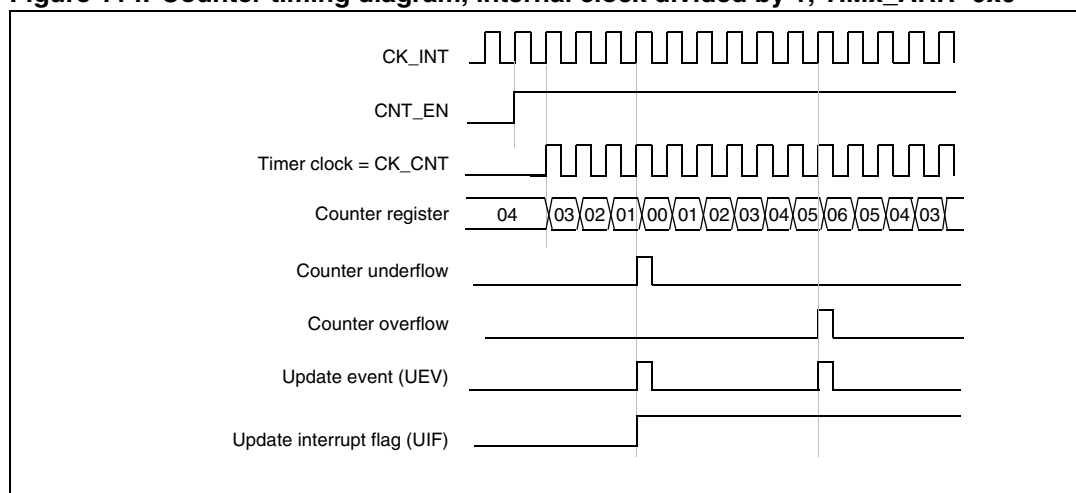 CK_INT
CNT_EN
Timer clock = CK_CNT
Counter register 04 03 02 01 00 01 02 03 04 05 06 05 04 03
Counter underflow
Counter overflow
Update event (UEV)
Update interrupt flag (UIF)